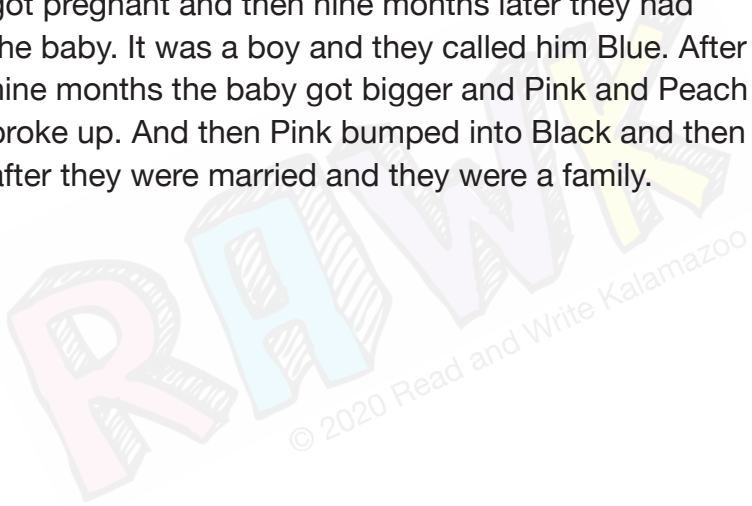 got pregnant and then nine months later they had
the baby. It was a boy and they called him Blue. After
nine months the baby got bigger and Pink and Peach
broke up. And then Pink bumped into Black and then
after they were married and they were a family.
RAWK
© 2020 Read and Write Kalamazoo